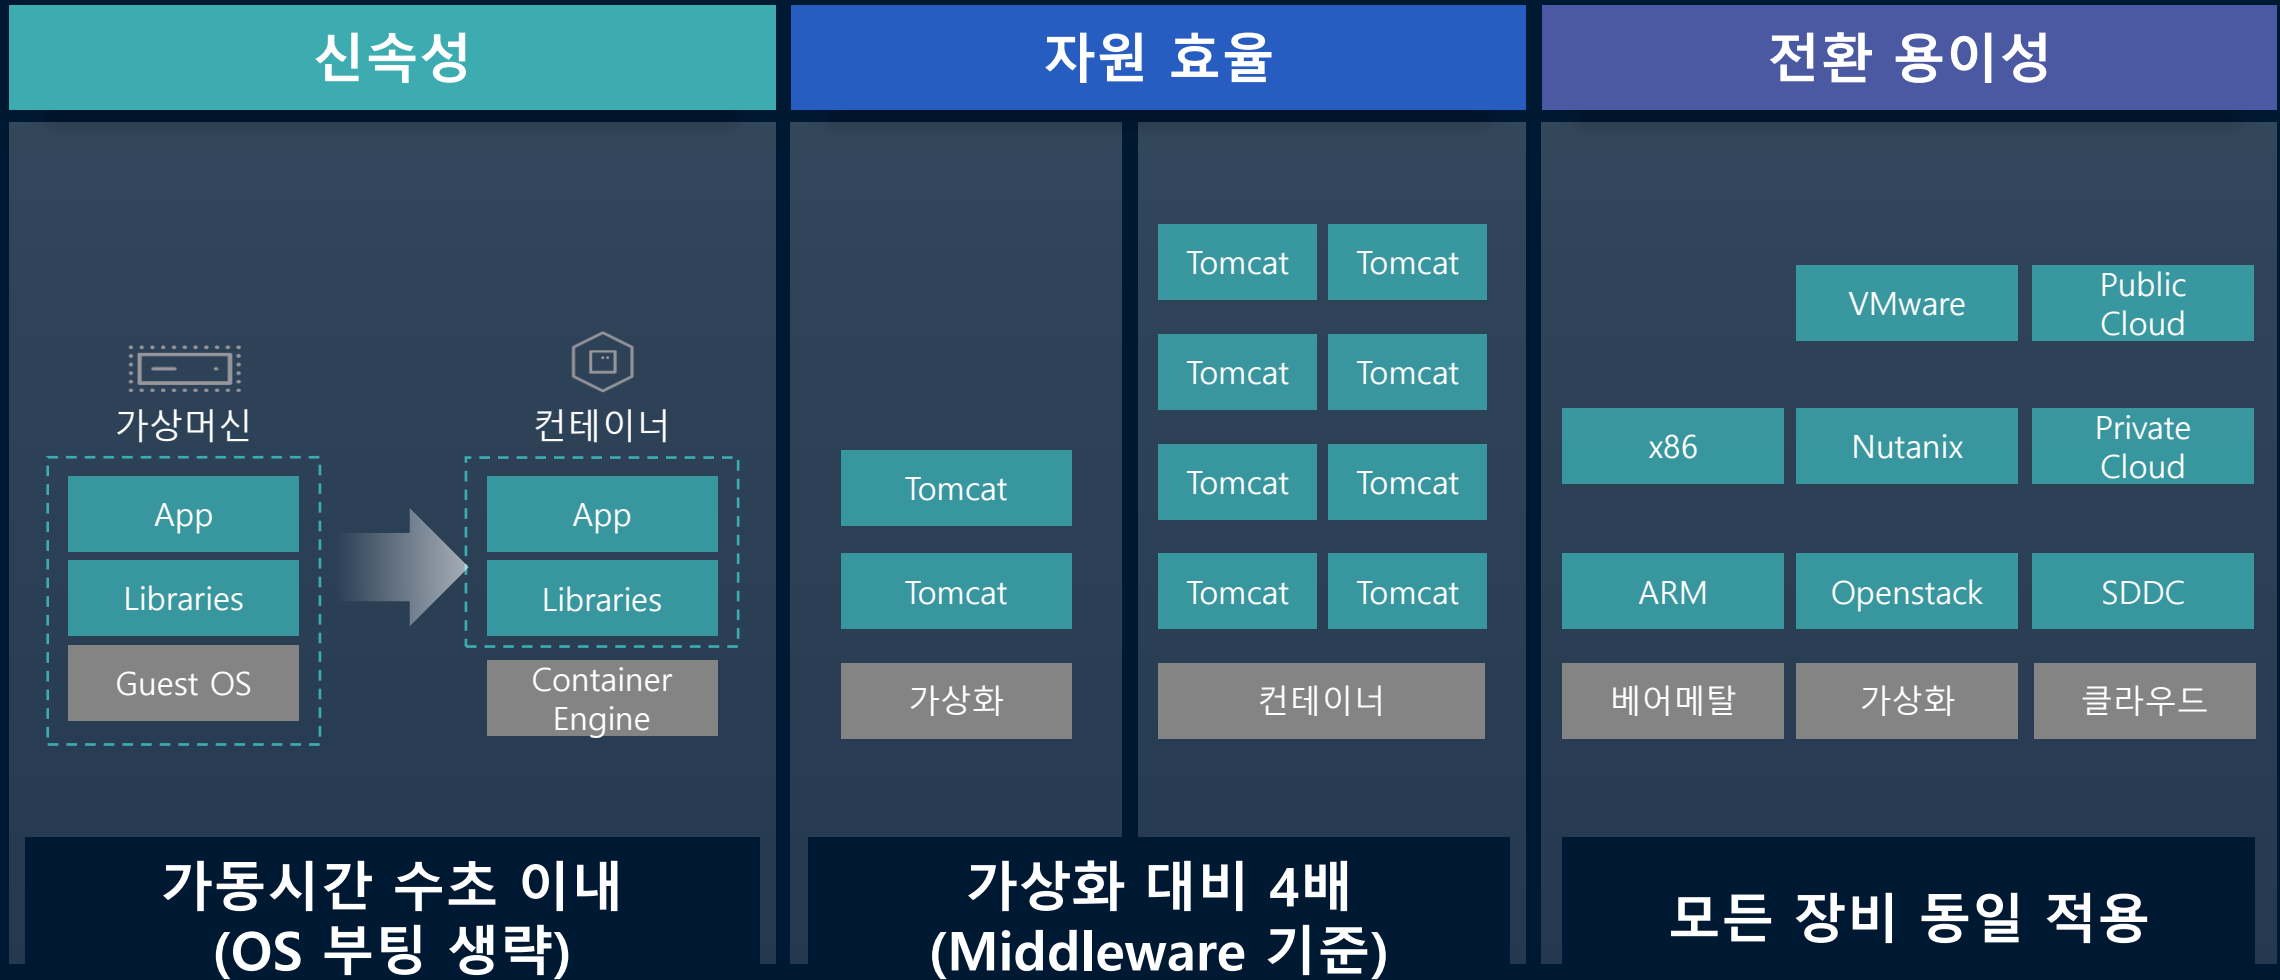 신속성
가상머신
App
Libraries
Guest OS
컨테이너
App
Libraries
Container
Engine
가동시간 수초 이내
(OS 부팅 생략)
자원 효율
Tomcat
Tomcat
가상화
Tomcat Tomcat
Tomcat Tomcat
Tomcat Tomcat
Tomcat Tomcat
컨테이너
가상화 대비 4배
(Middleware 기준)
전환 용이성
x86
ARM
베어메탈
VMware
Nutanix
Openstack
가상화
Public
Cloud
Private
Cloud
SDDC
클라우드
모든 장비 동일 적용